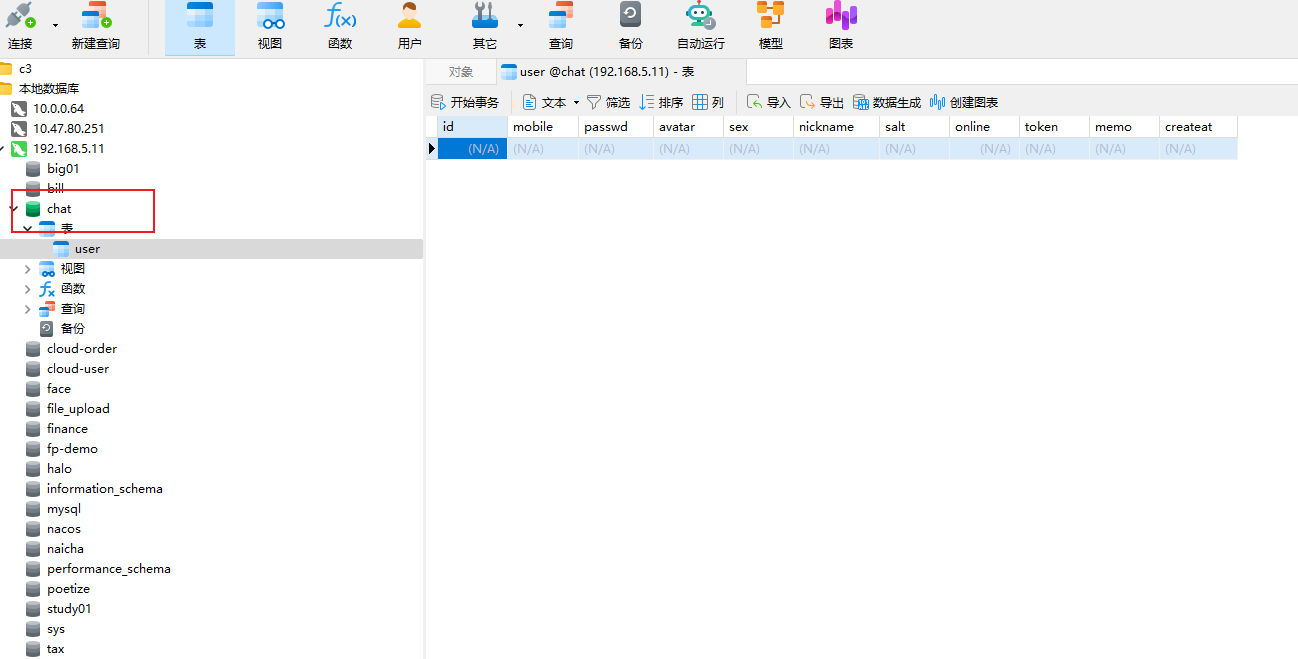 连接 新建查询 表 视图 函数 用户 其它 查询 备份 自动运行 模型 图表
c3
本地数据库
10.0.0.64
10.47.80.251
192.168.5.11
big01
bill
chat
表
user
视图
函数
查询
备份
cloud-order
cloud-user
face
file_upload
finance
fp-demo
halo
information_schema
mysql
nacos
naicha
performance_schema
poetize
study01
sys
tax
对象 user @chat (192.168.5.11) - 表
开始事务 文本 筛选 排序 列 导入 导出 数据生成 创建图表
id mobile passwd avatar sex nickname salt online token memo createat
(N/A) (N/A) (N/A) (N/A) (N/A) (N/A) (N/A) (N/A) (N/A) (N/A) (N/A)